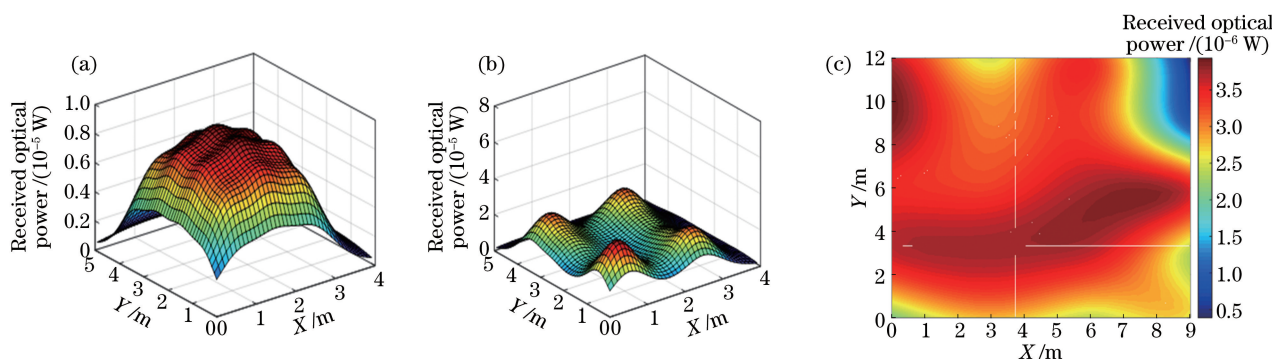 (a)
Received optical
power /(10⁻⁵ W)
1.0
0.8
0.6
0.4
0.2
0
5
4
3
2
1
00
1
2
3
4
Y /m
X /m
(b)
Received optical
power /(10⁻⁵ W)
8
6
4
2
0
5
4
3
2
1
00
1
2
3
4
Y /m
X /m
(c)
Received optical
power /(10⁻⁶ W)
12
10
8
6
4
2
0
Y /m
0 1 2 3 4 5 6 7 8 9
X /m
3.5
3.0
2.5
2.0
1.5
1.0
0.5